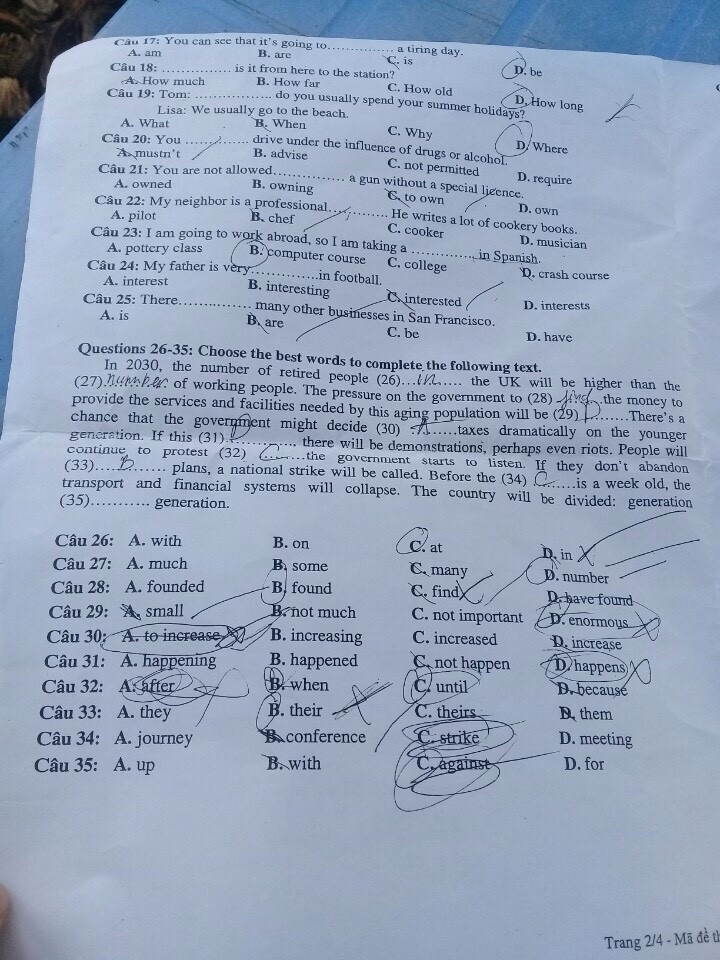 Câu 17: You can see that it's going to............... a tiring day.
A. am B. are C. is D. be
Câu 18: ............... is it from here to the station?
A. How much B. How far C. How old D. How long
Câu 19: Tom: ............... do you usually spend your summer holidays?
Lisa: We usually go to the beach.
A. What B. When C. Why D. Where
Câu 20: You ............... drive under the influence of drugs or alcohol.
A. mustn't B. advise C. not permitted D. require
Câu 21: You are not allowed............... a gun without a special licence.
A. owned B. owning C. to own D. own
Câu 22: My neighbor is a professional............... He writes a lot of cookery books.
A. pilot B. chef C. cooker D. musician
Câu 23: I am going to work abroad, so I am taking a ............... in Spanish.
A. pottery class B. computer course C. college D. crash course
Câu 24: My father is very...............in football.
A. interest B. interesting C. interested D. interests
Câu 25: There............... many other businesses in San Francisco.
A. is B. are C. be D. have
Questions 26-35: Choose the best words to complete the following text.
In 2030, the number of retired people (26)...in...... the UK will be higher than the
(27).number. of working people. The pressure on the government to (28) ..find...the money to
provide the services and facilities needed by this aging population will be (29) D.......There's a
chance that the government might decide (30) .A......taxes dramatically on the younger
generation. If this (31).D............. there will be demonstrations, perhaps even riots. People will
continue to protest (32) C.......the government starts to listen. If they don't abandon
(33).....B....... plans, a national strike will be called. Before the (34) C.......is a week old, the
transport and financial systems will collapse. The country will be divided: generation
(35)........... generation.
Câu 26: A. with B. on C. at D. in
Câu 27: A. much B. some C. many D. number
Câu 28: A. founded B. found C. find D. have found
Câu 29: A. small B. not much C. not important D. enormous
Câu 30: A. to increase B. increasing C. increased D. increase
Câu 31: A. happening B. happened C. not happen D. happens
Câu 32: A. after B. when C. until D. because
Câu 33: A. they B. their C. theirs D. them
Câu 34: A. journey B. conference C. strike D. meeting
Câu 35: A. up B. with C. against D. for
Trang 2/4 - Mã đề